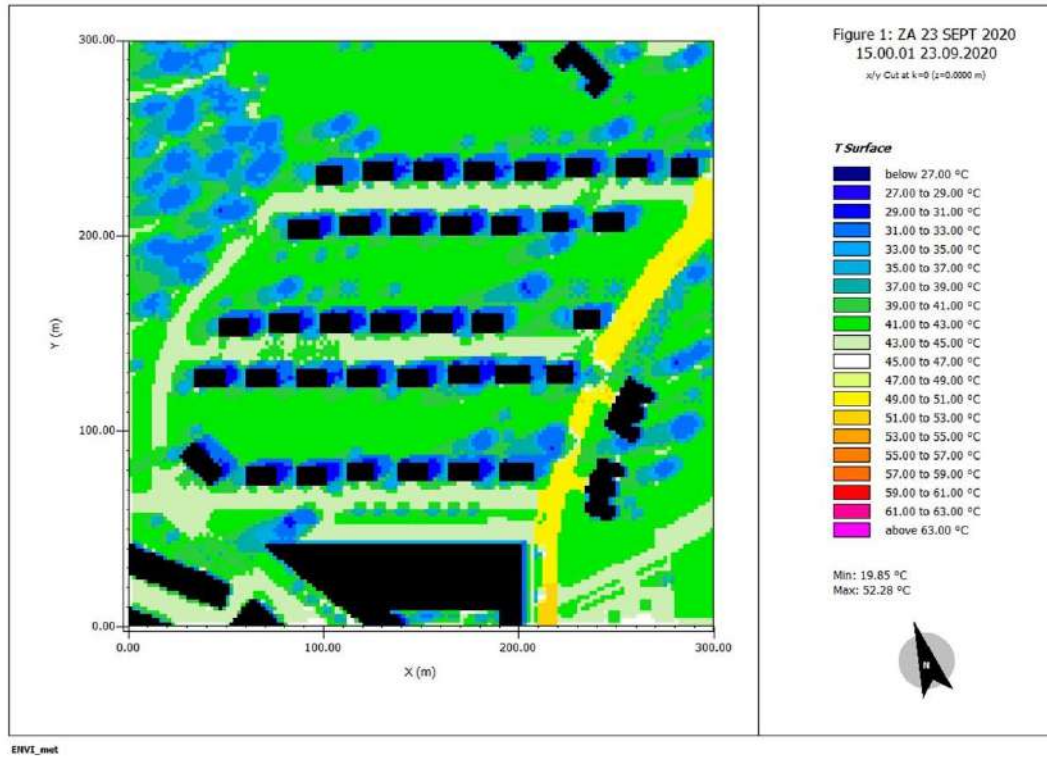 Figure 1: ZA 23 SEPT 2020
15.00.01 23.09.2020
x/y Cut at k=0 (z=0.0000 m)
T Surface
below 27.00 °C
27.00 to 29.00 °C
29.00 to 31.00 °C
31.00 to 33.00 °C
33.00 to 35.00 °C
35.00 to 37.00 °C
37.00 to 39.00 °C
39.00 to 41.00 °C
41.00 to 43.00 °C
43.00 to 45.00 °C
45.00 to 47.00 °C
47.00 to 49.00 °C
49.00 to 51.00 °C
51.00 to 53.00 °C
53.00 to 55.00 °C
55.00 to 57.00 °C
57.00 to 59.00 °C
59.00 to 61.00 °C
61.00 to 63.00 °C
above 63.00 °C
Min: 19.85 °C
Max: 52.28 °C
N
300.00
200.00
100.00
0.00
Y (m)
0.00
100.00
200.00
300.00
X (m)
ENVI_met